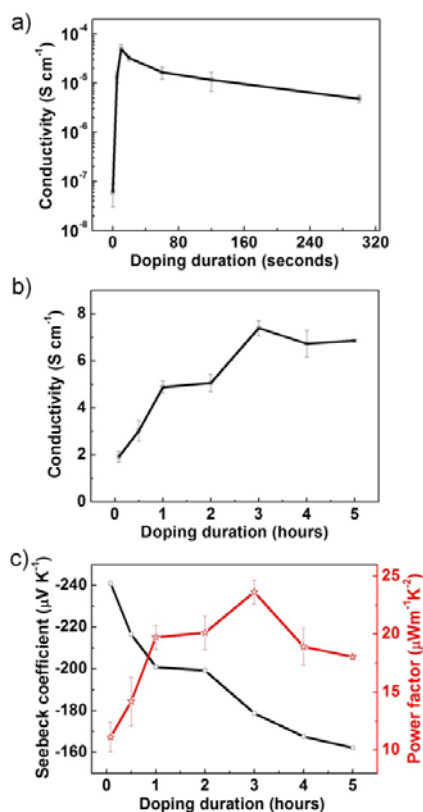 a)
Conductivity (S cm⁻¹)
10⁻⁴
10⁻⁵
10⁻⁶
10⁻⁷
10⁻⁸
0 80 160 240 320
Doping duration (seconds)
b)
Conductivity (S cm⁻¹)
8
6
4
2
0
0 1 2 3 4 5
Doping duration (hours)
c)
Seebeck coefficient (μV K⁻¹)
-240
-220
-200
-180
-160
25
20
15
10
Power factor (μWm⁻¹K⁻²)
0 1 2 3 4 5
Doping duration (hours)